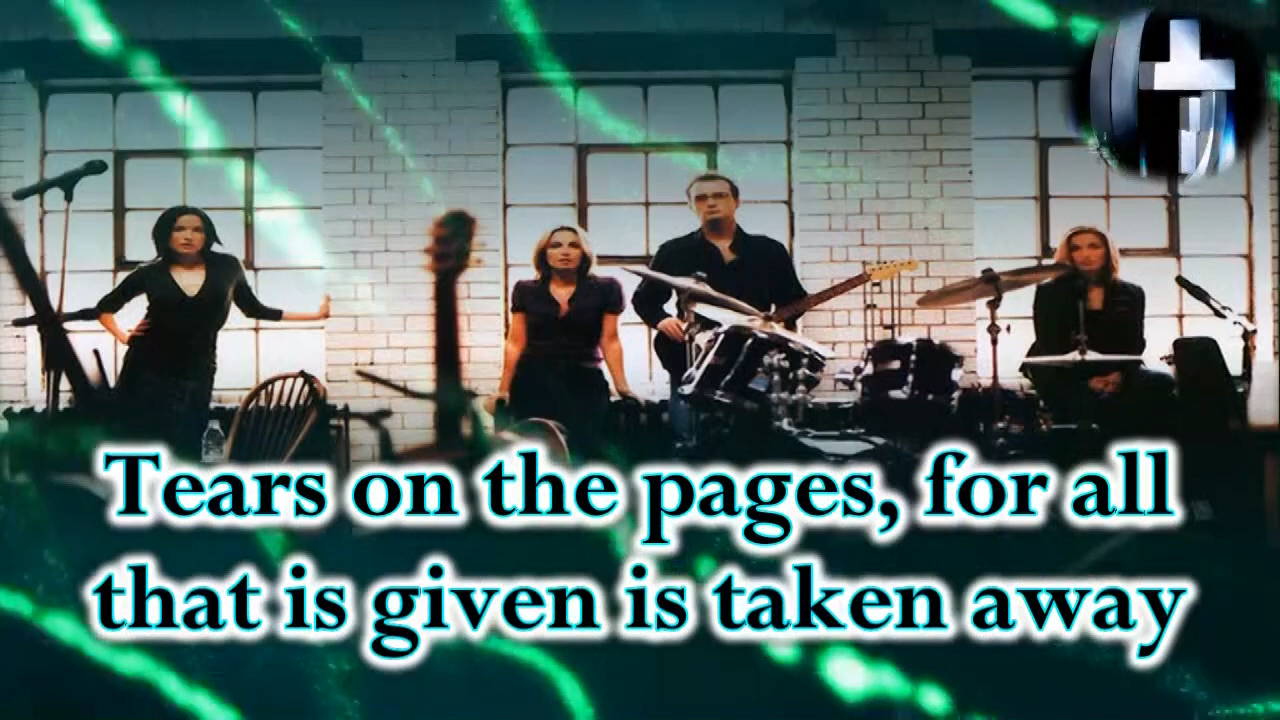 Tears on the pages, for all
that is given is taken away